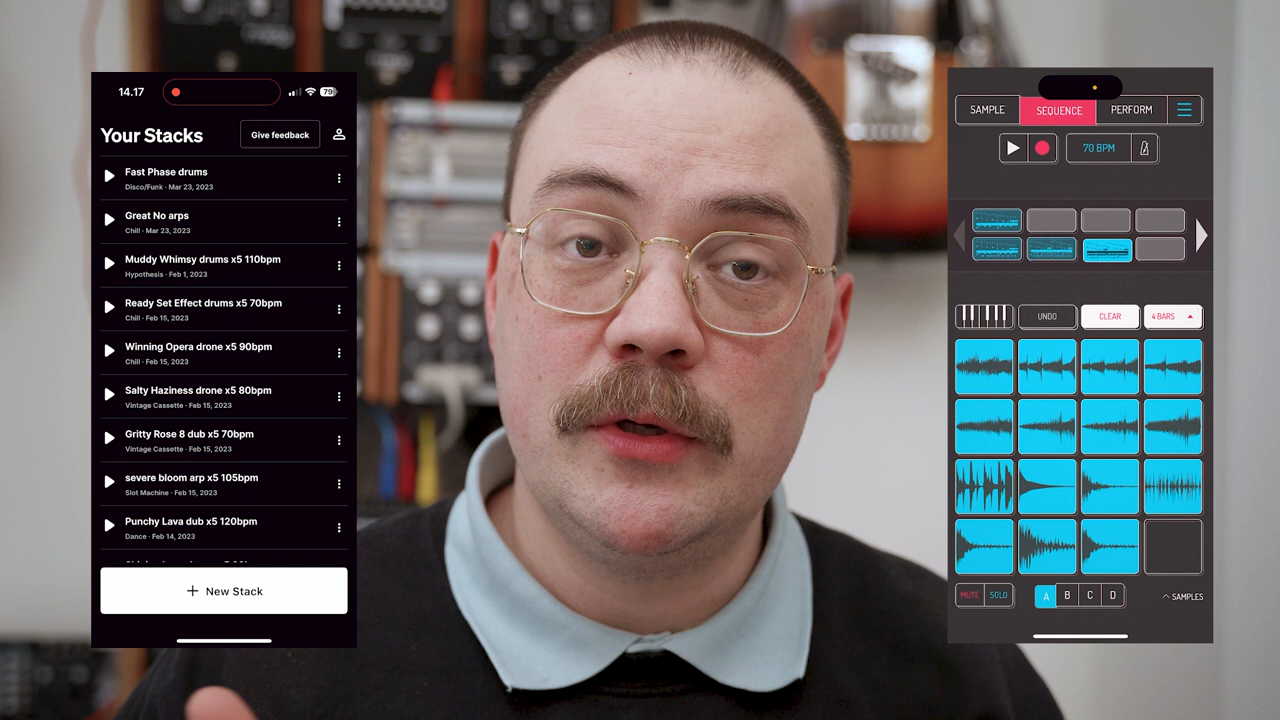 14.17
79
Your Stacks
Give feedback
Fast Phase drums
Disco/Funk · Mar 23, 2023
Great No arps
Chill · Mar 23, 2023
Muddy Whimsy drums x5 110bpm
Hypothesis · Feb 1, 2023
Ready Set Effect drums x5 70bpm
Chill · Feb 15, 2023
Winning Opera drone x5 90bpm
Chill · Feb 15, 2023
Salty Haziness drone x5 80bpm
Vintage Cassette · Feb 15, 2023
Gritty Rose 8 dub x5 70bpm
Vintage Cassette · Feb 15, 2023
severe bloom arp x5 105bpm
Slot Machine · Feb 15, 2023
Punchy Lava dub x5 120bpm
Dance · Feb 14, 2023
+ New Stack
SAMPLE SEQUENCE PERFORM
70 BPM
UNDO CLEAR 4 BARS
MUTE SOLO A B C D SAMPLES